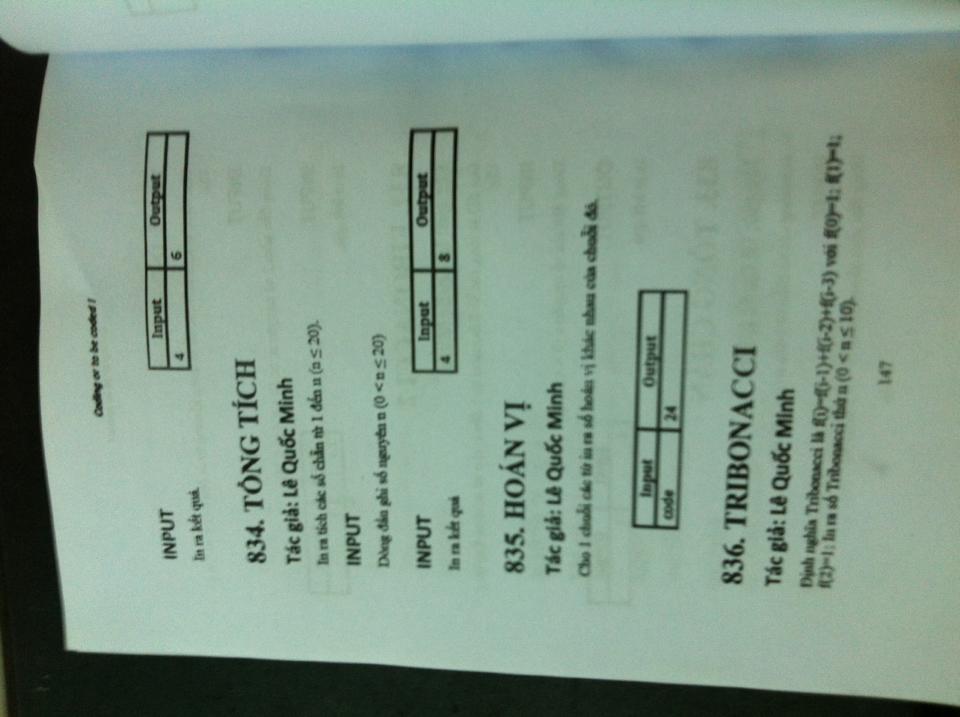 Coding or to be coded !
INPUT
In ra kết quả.
Input Output
4 6
834. TỔNG TÍCH
Tác giả: Lê Quốc Minh
In ra tích các số chẵn từ 1 đến n (n ≤ 20).
INPUT
Dòng đầu ghi số nguyên n (0 < n ≤ 20)
INPUT
In ra kết quả
Input Output
4 8
835. HOÁN VỊ
Tác giả: Lê Quốc Minh
Cho 1 chuỗi các từ in ra số hoán vị khác nhau của chuỗi đó.
Input Output
code 24
836. TRIBONACCI
Tác giả: Lê Quốc Minh
Định nghĩa Tribonacci là f(i)=f(i-1)+f(i-2)+f(i-3) với f(0)=1; f(1)=1;
f(2)=1; In ra số Tribonacci thứ n (0 < n ≤ 10).
147